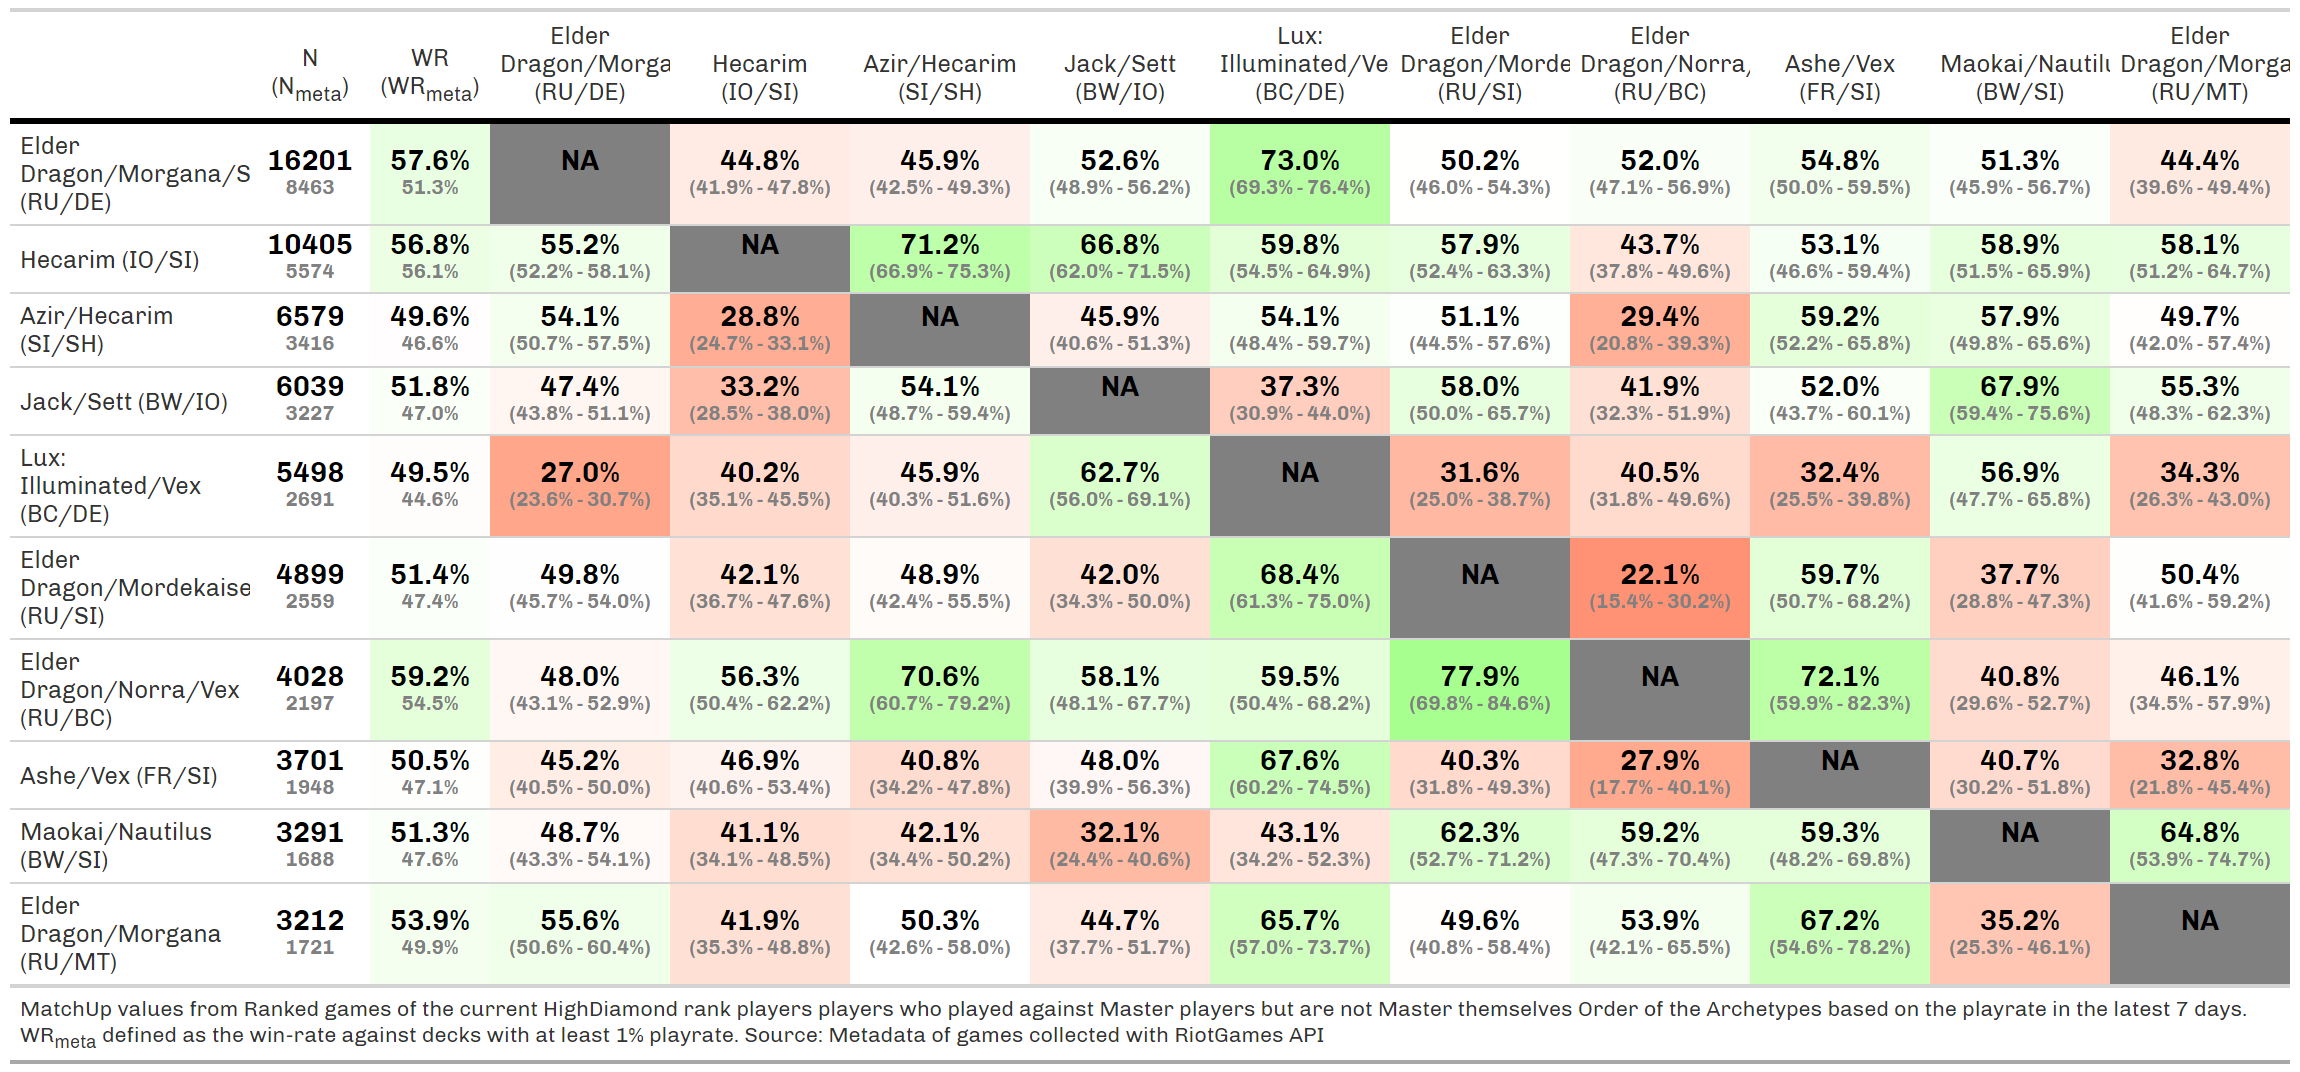 N (Nmeta) WR (WRmeta) Elder Dragon/Morga (RU/DE) Hecarim (IO/SI) Azir/Hecarim (SI/SH) Jack/Sett (BW/IO) Lux: Illuminated/Ve (BC/DE) Elder Dragon/Morde (RU/SI) Elder Dragon/Norra/ (RU/BC) Ashe/Vex (FR/SI) Maokai/Nautilu (BW/SI) Elder Dragon/Morga (RU/MT)
Elder
Dragon/Morgana/S
(RU/DE)
16201 57.6% NA 44.8% 45.9% 52.6% 73.0% 50.2% 52.0% 54.8% 51.3% 44.4%
8463 51.3% (41.9% - 47.8%) (42.5% - 49.3%) (48.9% - 56.2%) (69.3% - 76.4%) (46.0% - 54.3%) (47.1% - 56.9%) (50.0% - 59.5%) (45.9% - 56.7%) (39.6% - 49.4%)
Hecarim (IO/SI)
10405 56.8% 55.2% NA 71.2% 66.8% 59.8% 57.9% 43.7% 53.1% 58.9% 58.1%
5574 56.1% (52.2% - 58.1%) (66.9% - 75.3%) (62.0% - 71.5%) (54.5% - 64.9%) (52.4% - 63.3%) (37.8% - 49.6%) (46.6% - 59.4%) (51.5% - 65.9%) (51.2% - 64.7%)
Azir/Hecarim
(SI/SH)
6579 49.6% 54.1% 28.8% NA 45.9% 54.1% 51.1% 29.4% 59.2% 57.9% 49.7%
3416 46.6% (50.7% - 57.5%) (24.7% - 33.1%) (40.6% - 51.3%) (48.4% - 59.7%) (44.5% - 57.6%) (20.8% - 39.3%) (52.2% - 65.8%) (49.8% - 65.6%) (42.0% - 57.4%)
Jack/Sett (BW/IO)
6039 51.8% 47.4% 33.2% 54.1% NA 37.3% 58.0% 41.9% 52.0% 67.9% 55.3%
3227 47.0% (43.8% - 51.1%) (28.5% - 38.0%) (48.7% - 59.4%) (30.9% - 44.0%) (50.0% - 65.7%) (32.3% - 51.9%) (43.7% - 60.1%) (59.4% - 75.6%) (48.3% - 62.3%)
Lux:
Illuminated/Vex
(BC/DE)
5498 49.5% 27.0% 40.2% 45.9% 62.7% NA 31.6% 40.5% 32.4% 56.9% 34.3%
2691 44.6% (23.6% - 30.7%) (35.1% - 45.5%) (40.3% - 51.6%) (56.0% - 69.1%) (25.0% - 38.7%) (31.8% - 49.6%) (25.5% - 39.8%) (47.7% - 65.8%) (26.3% - 43.0%)
Elder
Dragon/Mordekaise
(RU/SI)
4899 51.4% 49.8% 42.1% 48.9% 42.0% 68.4% NA 22.1% 59.7% 37.7% 50.4%
2559 47.4% (45.7% - 54.0%) (36.7% - 47.6%) (42.4% - 55.5%) (34.3% - 50.0%) (61.3% - 75.0%) (15.4% - 30.2%) (50.7% - 68.2%) (28.8% - 47.3%) (41.6% - 59.2%)
Elder
Dragon/Norra/Vex
(RU/BC)
4028 59.2% 48.0% 56.3% 70.6% 58.1% 59.5% 77.9% NA 72.1% 40.8% 46.1%
2197 54.5% (43.1% - 52.9%) (50.4% - 62.2%) (60.7% - 79.2%) (48.1% - 67.7%) (50.4% - 68.2%) (69.8% - 84.6%) (59.9% - 82.3%) (29.6% - 52.7%) (34.5% - 57.9%)
Ashe/Vex (FR/SI)
3701 50.5% 45.2% 46.9% 40.8% 48.0% 67.6% 40.3% 27.9% NA 40.7% 32.8%
1948 47.1% (40.5% - 50.0%) (40.6% - 53.4%) (34.2% - 47.8%) (39.9% - 56.3%) (60.2% - 74.5%) (31.8% - 49.3%) (17.7% - 40.1%) (30.2% - 51.8%) (21.8% - 45.4%)
Maokai/Nautilus
(BW/SI)
3291 51.3% 48.7% 41.1% 42.1% 32.1% 43.1% 62.3% 59.2% 59.3% NA 64.8%
1688 47.6% (43.3% - 54.1%) (34.1% - 48.5%) (34.4% - 50.2%) (24.4% - 40.6%) (34.2% - 52.3%) (52.7% - 71.2%) (47.3% - 70.4%) (48.2% - 69.8%) (53.9% - 74.7%)
Elder
Dragon/Morgana
(RU/MT)
3212 53.9% 55.6% 41.9% 50.3% 44.7% 65.7% 49.6% 53.9% 67.2% 35.2% NA
1721 49.9% (50.6% - 60.4%) (35.3% - 48.8%) (42.6% - 58.0%) (37.7% - 51.7%) (57.0% - 73.7%) (40.8% - 58.4%) (42.1% - 65.5%) (54.6% - 78.2%) (25.3% - 46.1%)
MatchUp values from Ranked games of the current HighDiamond rank players players who played against Master players but are not Master themselves Order of the Archetypes based on the playrate in the latest 7 days.
WRmeta defined as the win-rate against decks with at least 1% playrate. Source: Metadata of games collected with RiotGames API